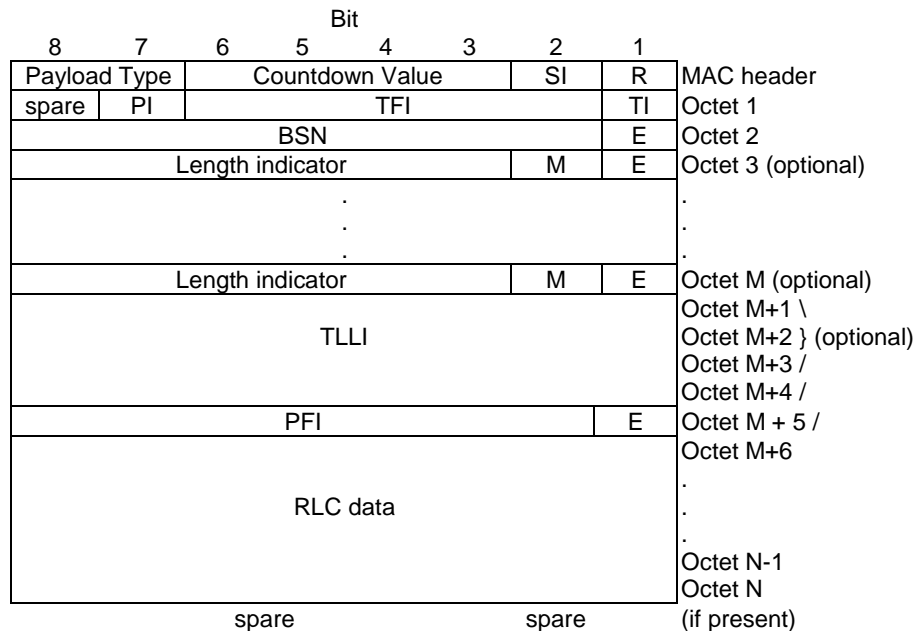 Bit
8 7 6 5 4 3 2 1
Payload Type Countdown Value SI R MAC header
spare PI TFI TI Octet 1
BSN E Octet 2
Length indicator M E Octet 3 (optional)
. .
. .
. .
Length indicator M E Octet M (optional)
Octet M+1 \
TLLI Octet M+2 } (optional)
Octet M+3 /
Octet M+4 /
PFI E Octet M + 5 /
Octet M+6
.
RLC data .
.
Octet N-1
Octet N
spare spare (if present)